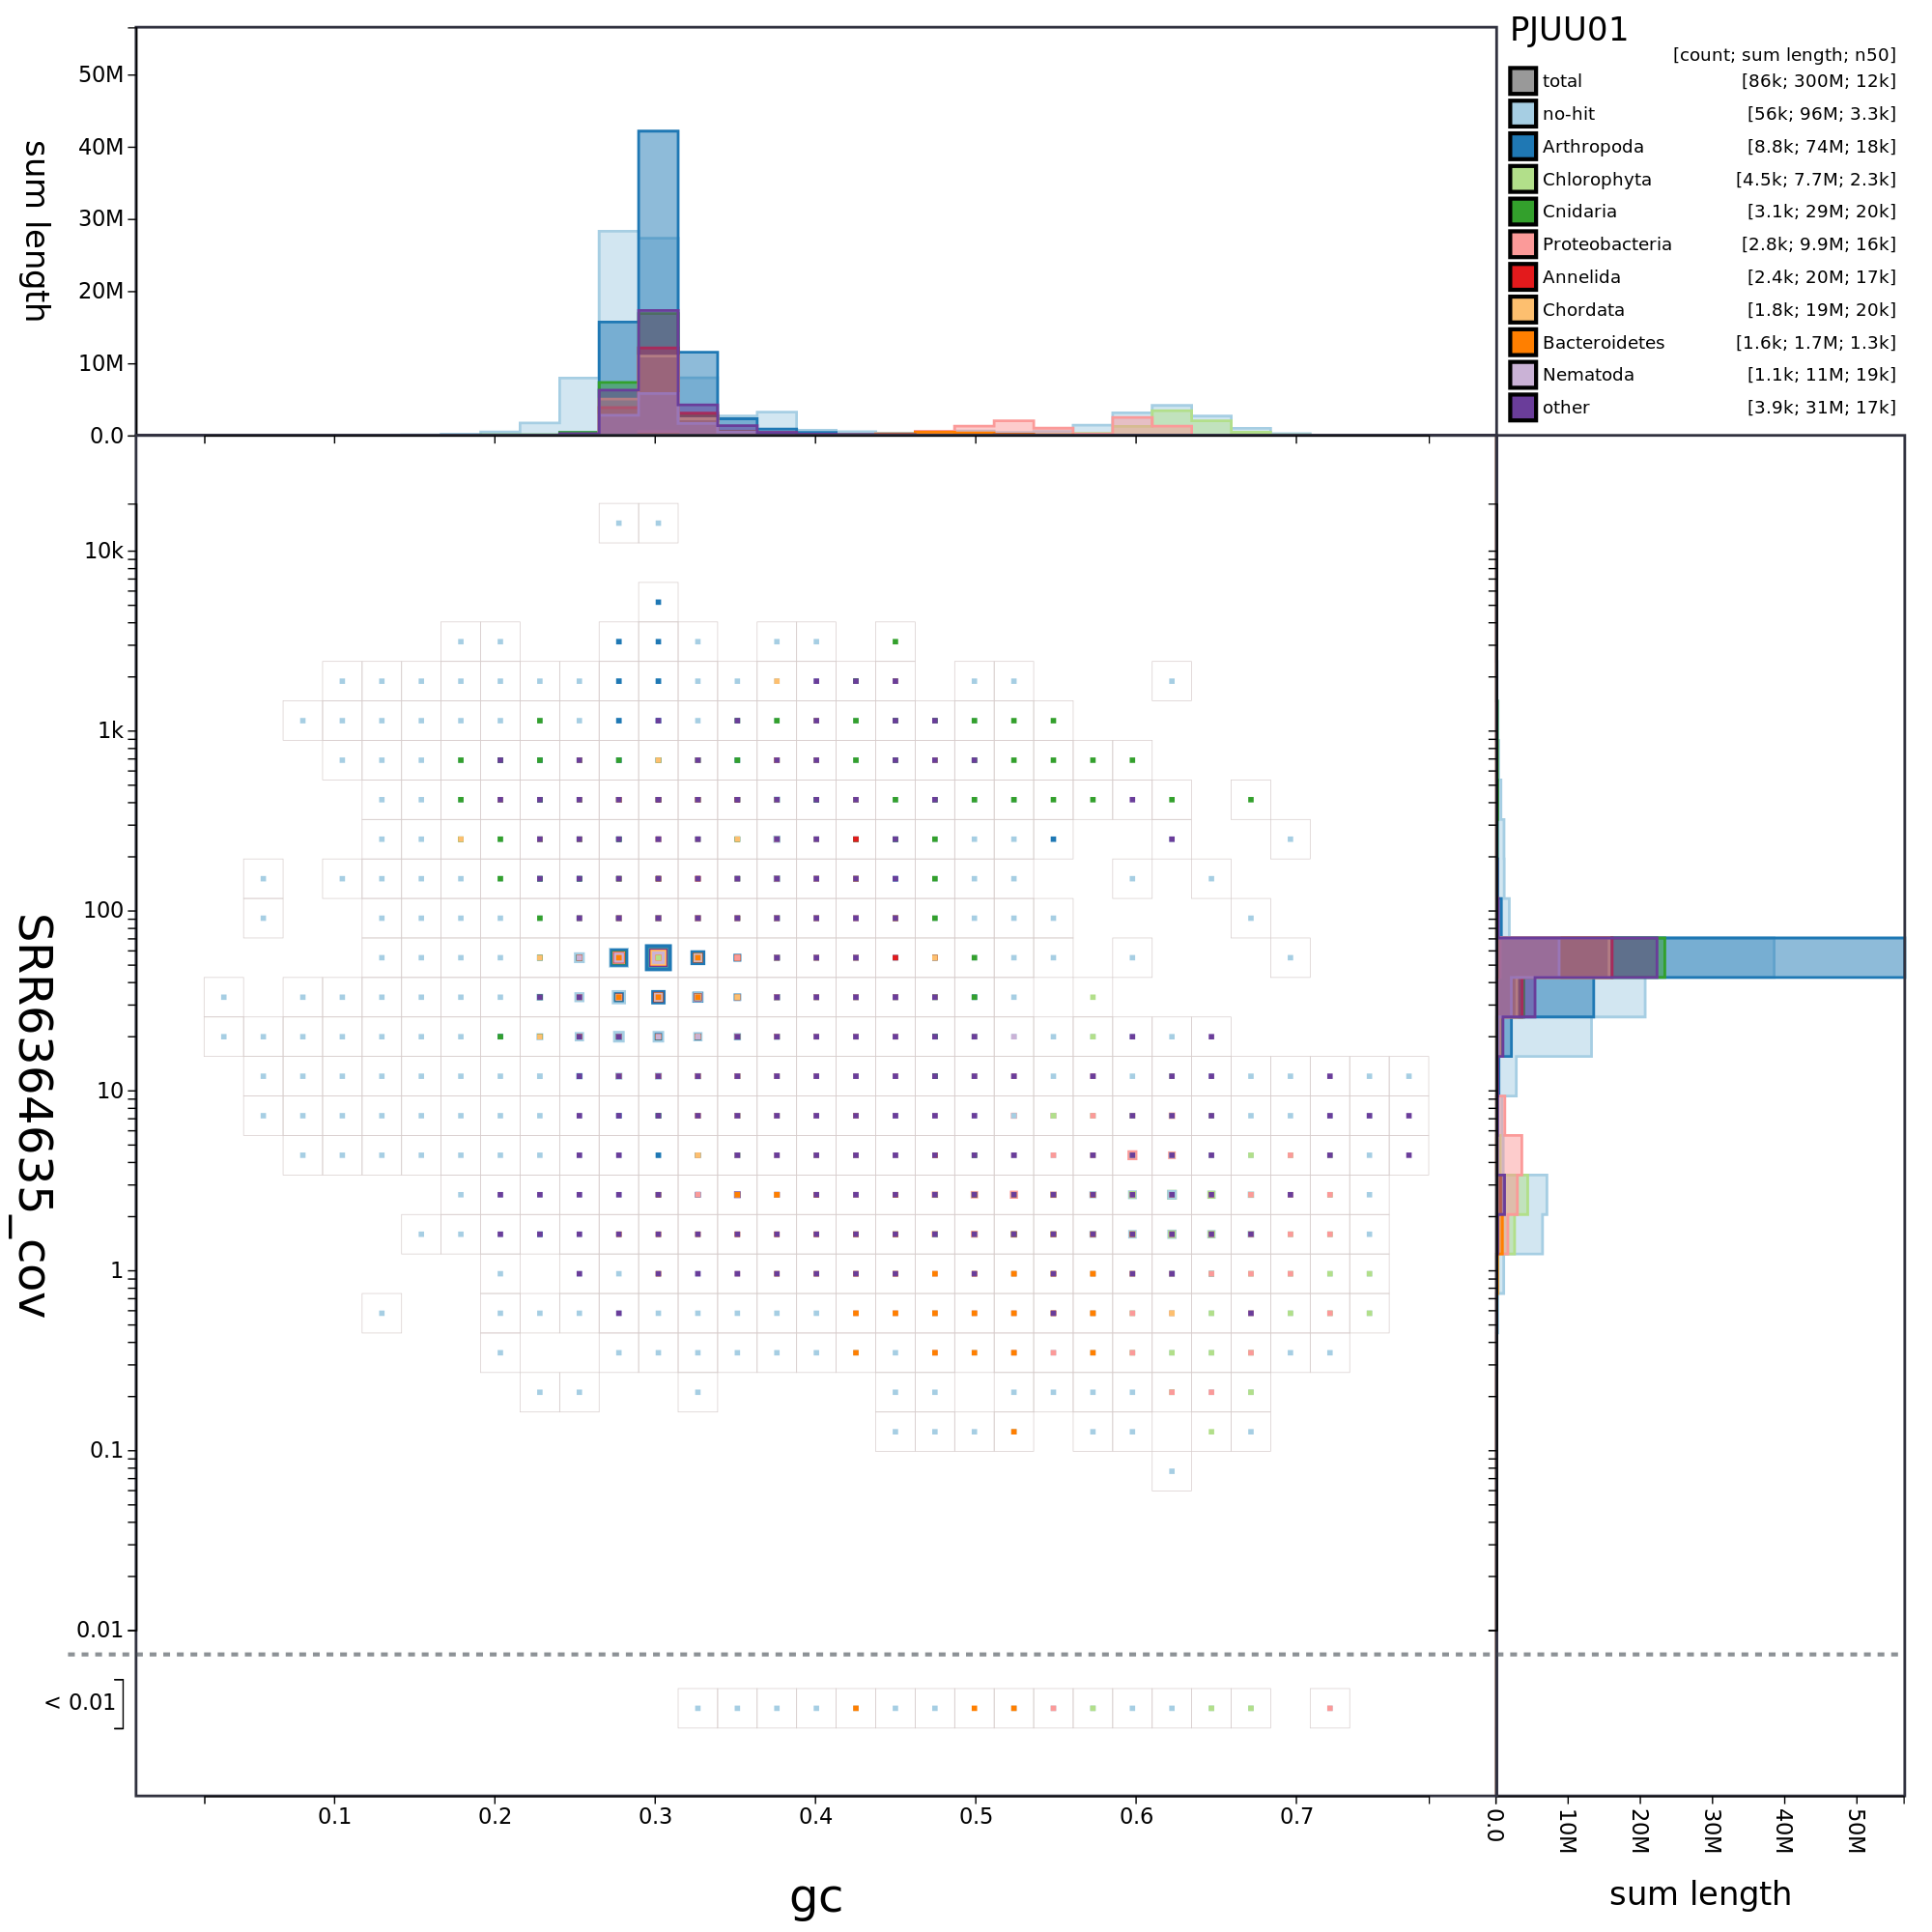 PJUU01
[count; sum length; n50]
total [86k; 300M; 12k]
no-hit [56k; 96M; 3.3k]
Arthropoda [8.8k; 74M; 18k]
Chlorophyta [4.5k; 7.7M; 2.3k]
Cnidaria [3.1k; 29M; 20k]
Proteobacteria [2.8k; 9.9M; 16k]
Annelida [2.4k; 20M; 17k]
Chordata [1.8k; 19M; 20k]
Bacteroidetes [1.6k; 1.7M; 1.3k]
Nematoda [1.1k; 11M; 19k]
other [3.9k; 31M; 17k]
sum length
50M
40M
30M
20M
10M
0.0
SRR6364635_cov
10k
1k
100
10
1
0.1
0.01
< 0.01
0.1 0.2 0.3 0.4 0.5 0.6 0.7
gc
0.0 10M 20M 30M 40M 50M
sum length